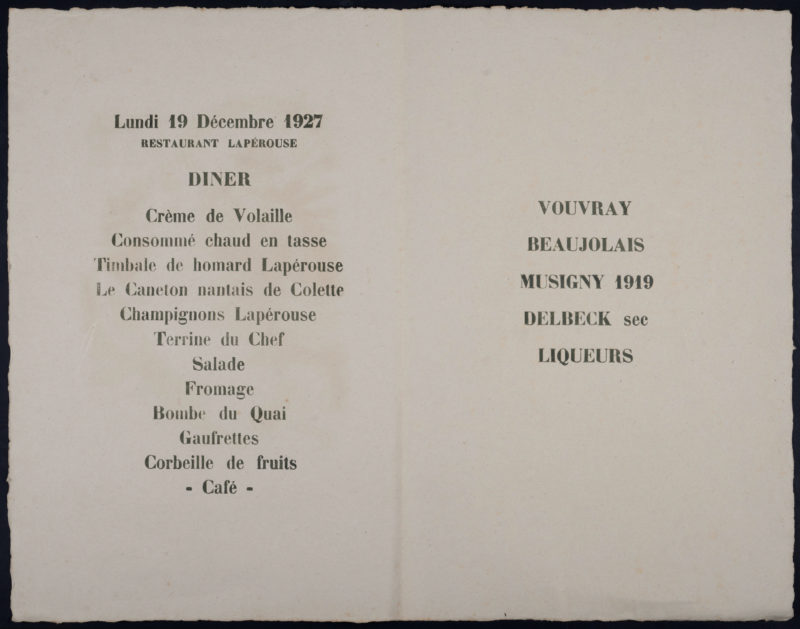 Lundi 19 Décembre 1927
RESTAURANT LAPÉROUSE
DINER
Crème de Volaille
Consommé chaud en tasse
Timbale de homard Lapérouse
Le Caneton nantais de Colette
Champignons Lapérouse
Terrine du Chef
Salade
Fromage
Bombe du Quai
Gaufrettes
Corbeille de fruits
- Café -
VOUVRAY
BEAUJOLAIS
MUSIGNY 1919
DELBECK sec
LIQUEURS